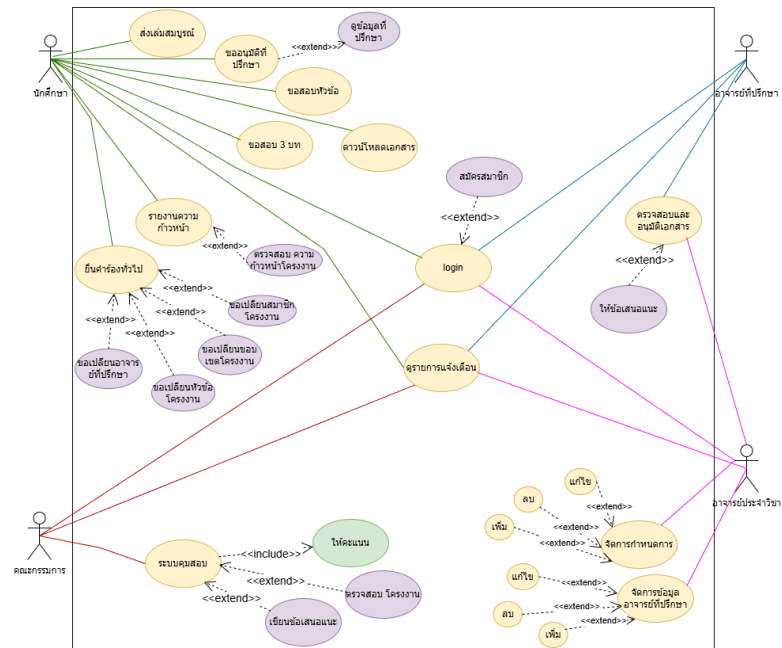 ส่งเล่มสมบูรณ์
ขออนุมัติที่
ปรึกษา
<<extend>>
ดูข้อมูลที่
ปรึกษา
นักศึกษา
อาจารย์ที่ปรึกษา
ขอสอบหัวข้อ
ขอสอบ 3 บท
ดาวน์โหลดเอกสาร
สมัครสมาชิก
<<extend>>
login
รายงานความ
ก้าวหน้า
<<extend>>
ตรวจสอบ ความ
ก้าวหน้าโครงงาน
ตรวจสอบและ
อนุมัติเอกสาร
<<extend>>
ให้ข้อเสนอแนะ
ยื่นคำร้องทั่วไป
<<extend>>
ขอเปลี่ยนสมาชิก
โครงงาน
<<extend>>
<<extend>>
<<extend>>
ขอเปลี่ยนขอบ
เขตโครงงาน
ขอเปลี่ยนอาจาร
ย์ที่ปรึกษา
ขอเปลี่ยนหัวข้อ
โครงงาน
ดูรายการแจ้งเตือน
อาจารย์ประจำวิชา
แก้ไข
<<extend>>
ลบ
<<extend>>
เพิ่ม
<<extend>>
จัดการกำหนดการ
คณะกรรมการ
ระบบคุมสอบ
<<include>>
ให้คะแนน
<<extend>>
ตรวจสอบ โครงงาน
<<extend>>
เขียนข้อเสนอแนะ
แก้ไข
<<extend>>
ลบ
<<extend>>
เพิ่ม
<<extend>>
จัดการข้อมูล
อาจารย์ที่ปรึกษา